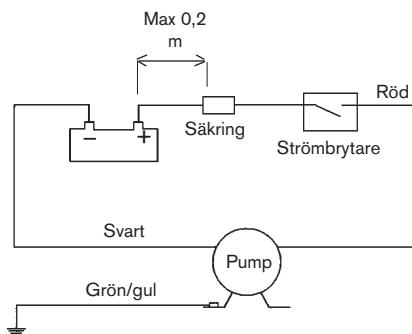 Max 0,2
m
Röd
Säkring
Strömbrytare
− +
Svart
Pump
Grön/gul